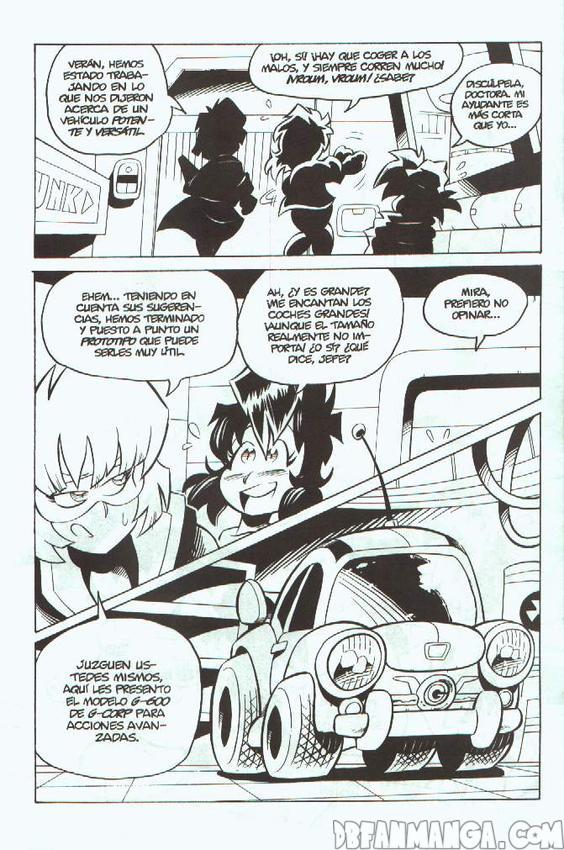 VERÁN, HEMOS
ESTADO TRABA-
JANDO EN LO
QUE NOS DIJERON
ACERCA DE UN
VEHÍCULO POTEN-
TE Y VERSÁTIL.
¡OH, SÍ! ¡HAY QUE COGER A LOS
MALOS, Y SIEMPRE CORREN MUCHO!
¡VROUM, VROUM! ¿SABE?
DISCÚLPELA,
DOCTORA. MI
AYUDANTE ES
MÁS CORTA
QUE YO...
EHEM... TENIENDO EN
CUENTA SUS SUGEREN-
CIAS, HEMOS TERMINADO
Y PUESTO A PUNTO UN
PROTOTIPO QUE PUEDE
SERLES MUY ÚTIL.
AH, ¿Y ES GRANDE?
¡ME ENCANTAN LOS
COCHES GRANDES!
¡AUNQUE EL TAMAÑO
REALMENTE NO IM-
PORTA! ¿O SÍ? ¿QUÉ
DICE, JEFE?
MIRA,
PREFIERO NO
OPINAR...
JUZGUEN US-
TEDES MISMOS,
AQUÍ LES PRESENTO
EL MODELO G-600
DE G-CORP PARA
ACCIONES AVAN-
ZADAS.
G
DBFANMANGA.COM